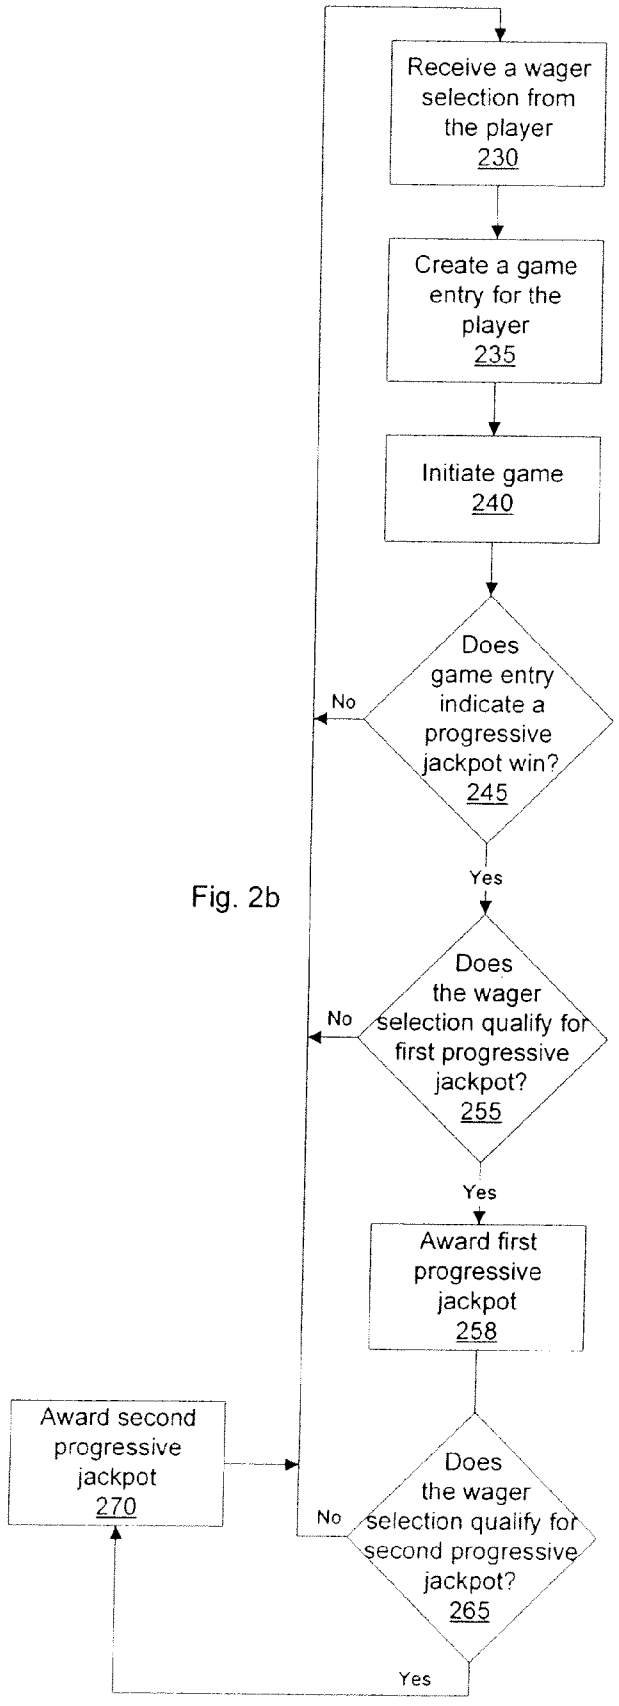 Receive a wager
selection from
the player
230
Create a game
entry for the
player
235
Initiate game
240
Does
game entry
indicate a
progressive
jackpot win?
245
No
Yes
Fig. 2b
Does
the wager
selection qualify for
first progressive
jackpot?
255
No
Yes
Award first
progressive
jackpot
258
Award second
progressive
jackpot
270
Does
the wager
selection qualify for
second progressive
jackpot?
265
No
Yes